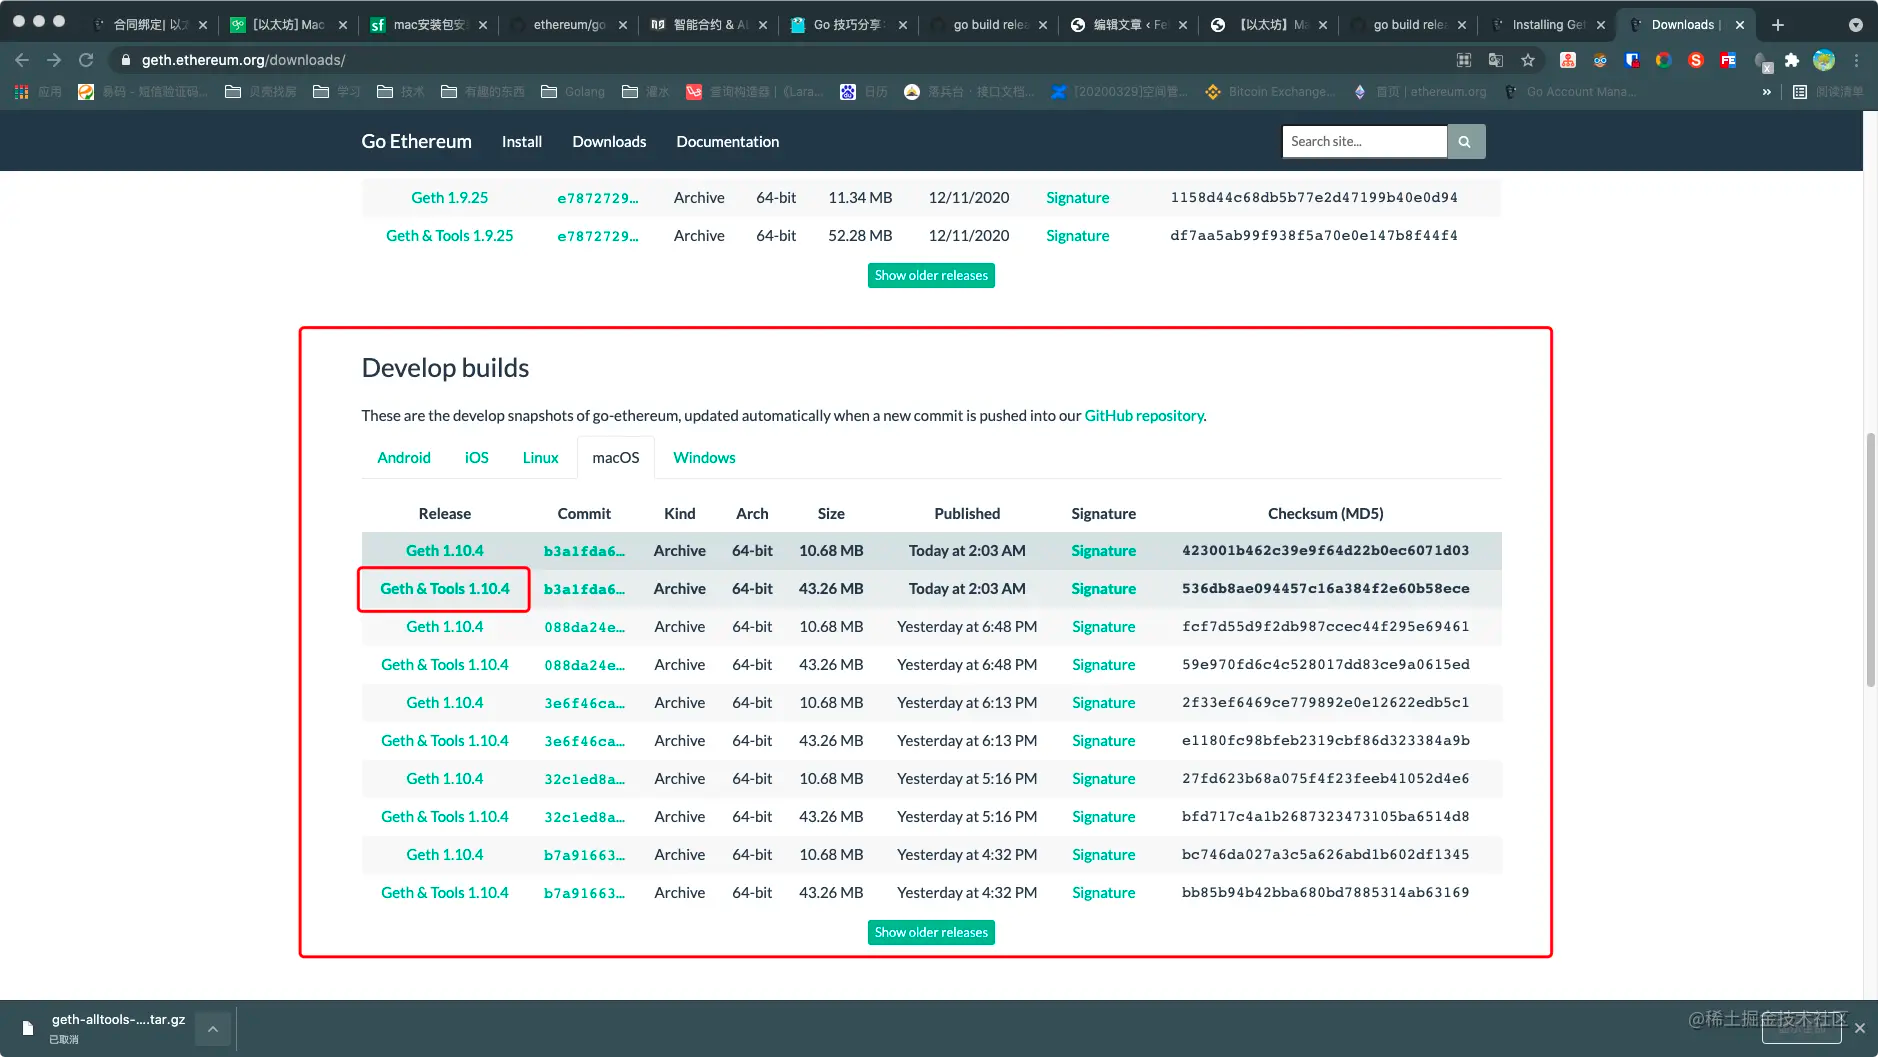 合同绑定| 以太
[以太坊] Mac
mac安装包安
ethereum/go
智能合约 & AL
Go 技巧分享
go build relea
编辑文章 ‹ Fe
【以太坊】Ma
go build relea
Installing Get
Downloads |
geth.ethereum.org/downloads/
应用
易码 - 短信验证码...
贝壳找房
学习
技术
有趣的东西
Golang
灌水
查询构造器 |《Lara...
日历
落兵台 · 接口文档...
[20200329]空间管...
Bitcoin Exchange...
首页 | ethereum.org
Go Account Mana...
»
阅读清单
Go Ethereum Install Downloads Documentation
Search site...
Geth 1.9.25 e7872729… Archive 64-bit 11.34 MB 12/11/2020 Signature 1158d44c68db5b77e2d47199b40e0d94
Geth & Tools 1.9.25 e7872729… Archive 64-bit 52.28 MB 12/11/2020 Signature df7aa5ab99f938f5a70e0e147b8f44f4
Show older releases
Develop builds
These are the develop snapshots of go-ethereum, updated automatically when a new commit is pushed into our GitHub repository.
Android iOS Linux macOS Windows
Release Commit Kind Arch Size Published Signature Checksum (MD5)
Geth 1.10.4 b3a1fda6… Archive 64-bit 10.68 MB Today at 2:03 AM Signature 423001b462c39e9f64d22b0ec6071d03
Geth & Tools 1.10.4 b3a1fda6… Archive 64-bit 43.26 MB Today at 2:03 AM Signature 536db8ae094457c16a384f2e60b58ece
Geth 1.10.4 088da24e… Archive 64-bit 10.68 MB Yesterday at 6:48 PM Signature fcf7d55d9f2db987ccec44f295e69461
Geth & Tools 1.10.4 088da24e… Archive 64-bit 43.26 MB Yesterday at 6:48 PM Signature 59e970fd6c4c528017dd83ce9a0615ed
Geth 1.10.4 3e6f46ca… Archive 64-bit 10.68 MB Yesterday at 6:13 PM Signature 2f33ef6469ce779892e0e12622edb5c1
Geth & Tools 1.10.4 3e6f46ca… Archive 64-bit 43.26 MB Yesterday at 6:13 PM Signature e1180fc98bfeb2319cbf86d323384a9b
Geth 1.10.4 32c1ed8a… Archive 64-bit 10.68 MB Yesterday at 5:16 PM Signature 27fd623b68a075f4f23feeb41052d4e6
Geth & Tools 1.10.4 32c1ed8a… Archive 64-bit 43.26 MB Yesterday at 5:16 PM Signature bfd717c4a1b2687323473105ba6514d8
Geth 1.10.4 b7a91663… Archive 64-bit 10.68 MB Yesterday at 4:32 PM Signature bc746da027a3c5a626abd1b602df1345
Geth & Tools 1.10.4 b7a91663… Archive 64-bit 43.26 MB Yesterday at 4:32 PM Signature bb85b94b42bba680bd7885314ab63169
Show older releases
geth-alltools-....tar.gz
已取消
@稀土掘金技术社区